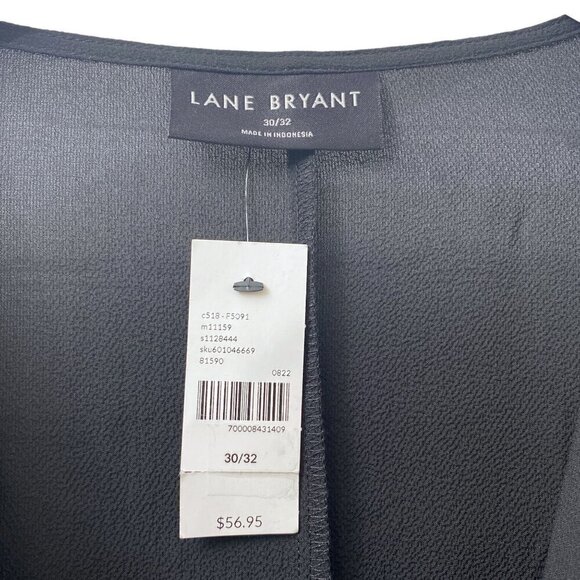 LANE BRYANT
30/32
MADE IN INDONESIA
c518 - F5091
m11159
s1128444
sku601046669
81590
0822
700008431409
30/32
$56.95